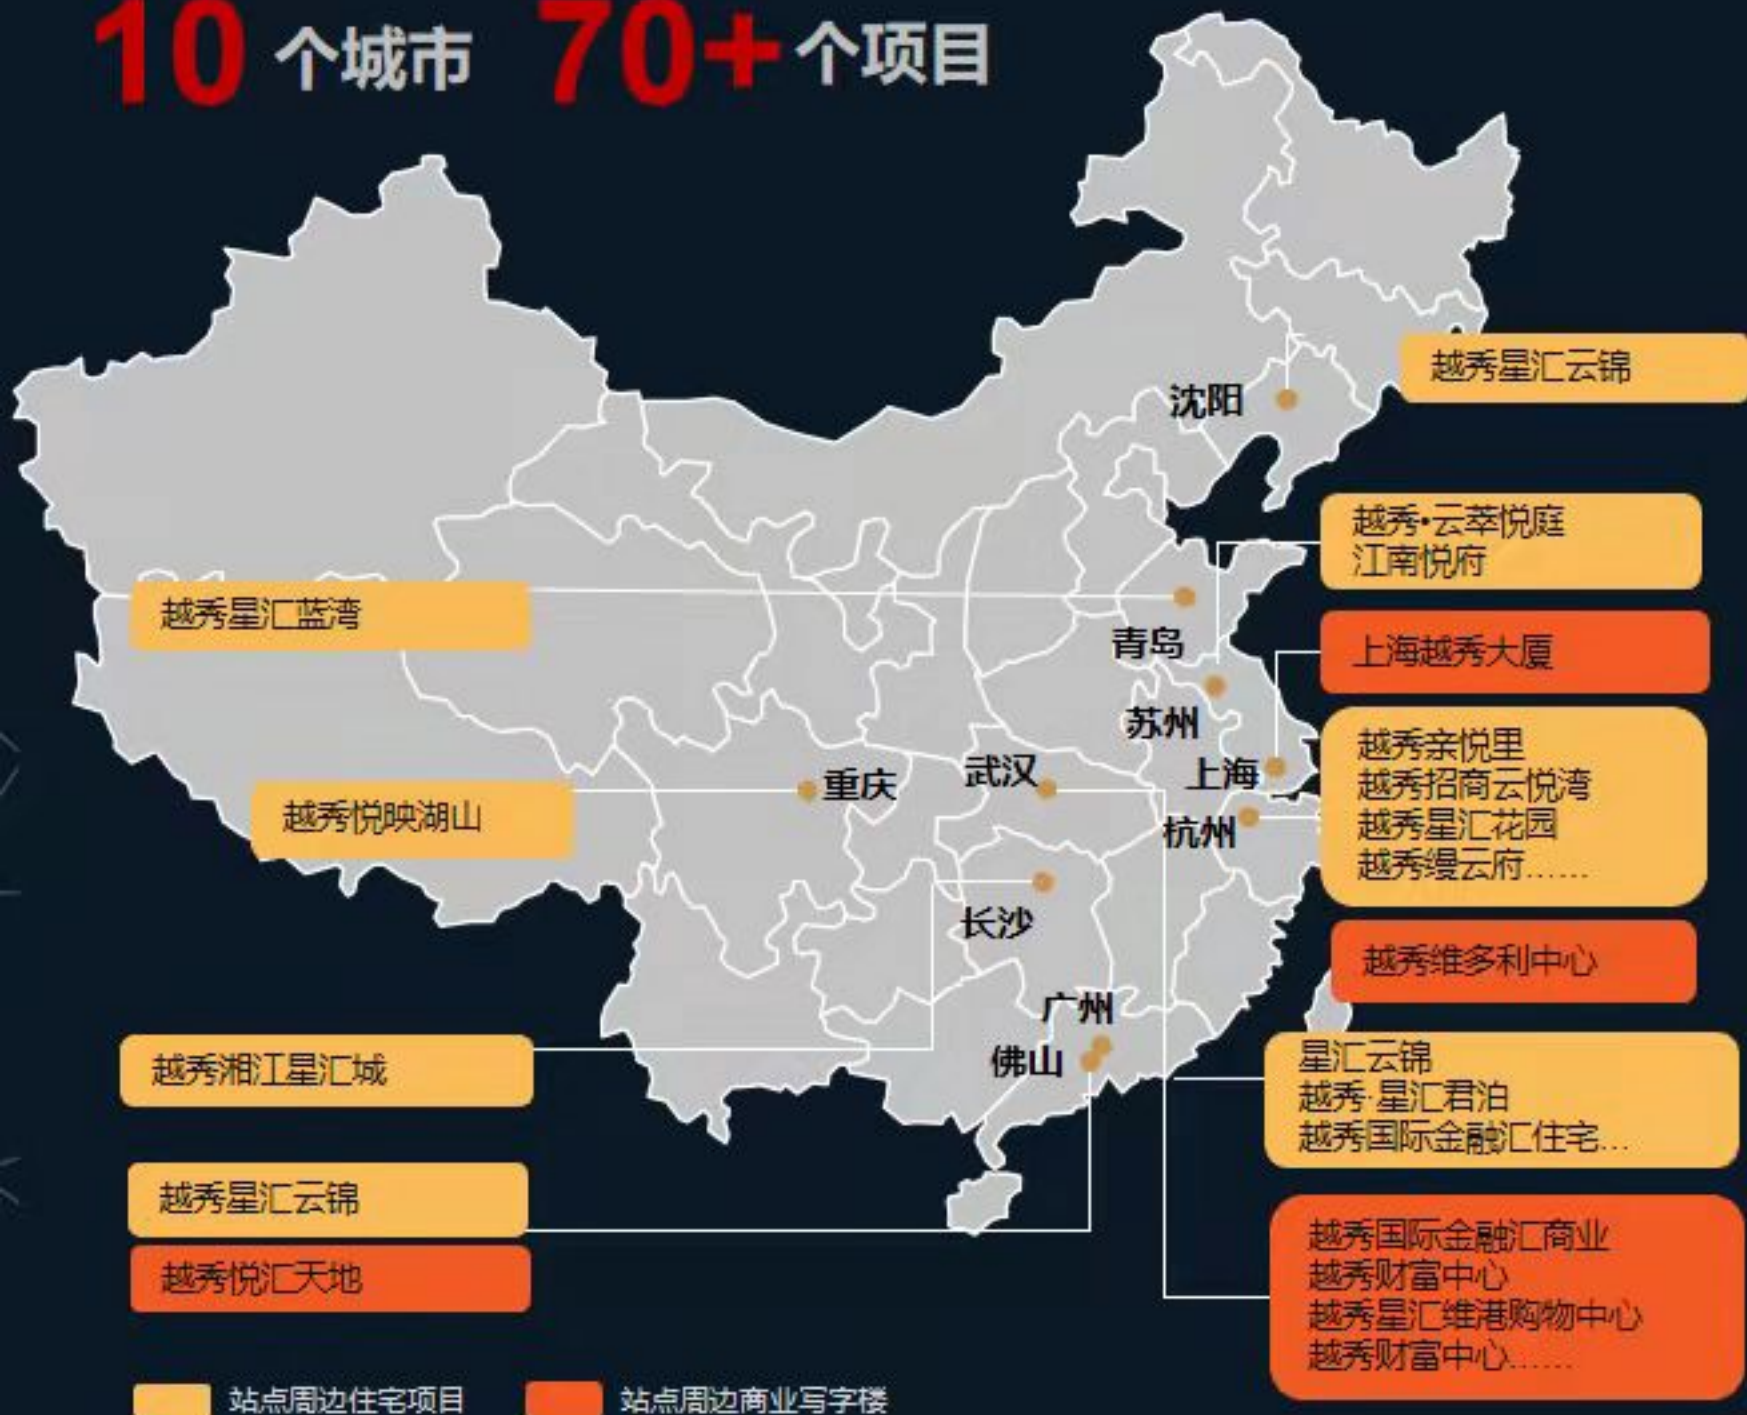 10 个城市 70+个项目
越秀星汇云锦
沈阳
越秀•云萃悦庭
江南悦府
越秀星汇蓝湾
青岛
上海越秀大厦
苏州
越秀亲悦里
越秀招商云悦湾
越秀星汇花园
越秀缦云府……
武汉
上海
重庆
越秀悦映湖山
杭州
长沙
越秀维多利中心
广州
佛山
越秀湘江星汇城
星汇云锦
越秀·星汇君泊
越秀国际金融汇住宅...
越秀星汇云锦
越秀悦汇天地
越秀国际金融汇商业
越秀财富中心
越秀星汇维港购物中心
越秀财富中心……
站点周边住宅项目
站点周边商业写字楼